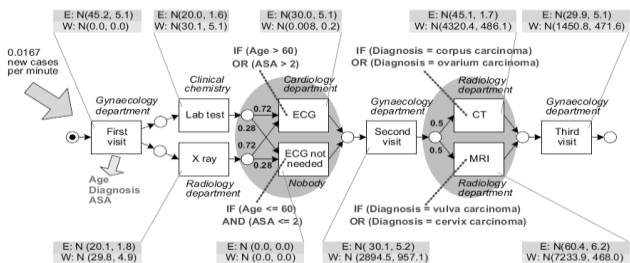 E: N(45.2, 5.1)
W: N(0.0, 0.0)
E: N(20.0, 1.6)
W: N(30.1, 5.1)
E: N(30.0, 5.1)
W: N(0.008, 0.2)
E: N(45.1, 1.7)
W: N(4320.4, 486.1)
E: N(29.9, 5.1)
W: N(1450.8, 471.6)
0.0167
new cases
per minute
IF (Age > 60)
OR (ASA > 2)
IF (Diagnosis = corpus carcinoma)
OR (Diagnosis = ovarium carcinoma)
Gynaecology
department
Clinical
chemistry
Cardiology
department
Gynaecology
department
Radiology
department
Gynaecology
department
First
visit
Lab test
0.72
0.28
ECG
Second
visit
0.5
CT
Third
visit
X ray
0.72
0.28
ECG not
needed
0.5
MRI
Age
Diagnosis
ASA
Radiology
department
Nobody
Radiology
department
IF (Age <= 60)
AND (ASA <= 2)
IF (Diagnosis = vulva carcinoma)
OR (Diagnosis = cervix carcinoma)
E: N (20.1, 1.8)
W: N (29.8, 4.9)
E: N (0.0, 0.0)
W: N (0.0, 0.0)
E: N ( 30.1, 5.2)
W: N ( 2894.5, 957.1)
E: N(60.4, 6.2)
W: N(7233.9, 468.0)